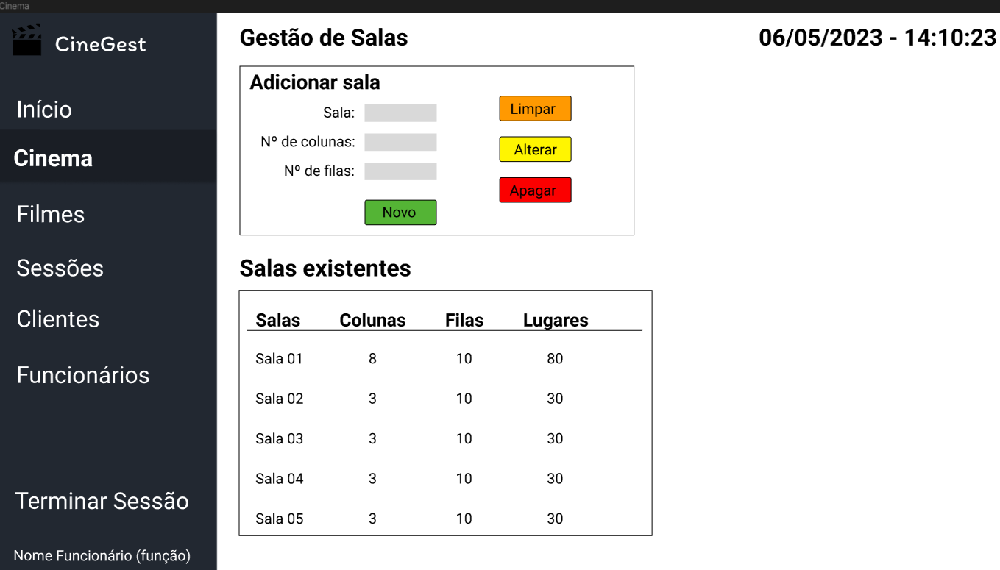 Cinema
CineGest
Início
Cinema
Filmes
Sessões
Clientes
Funcionários
Terminar Sessão
Nome Funcionário (função)
Gestão de Salas
06/05/2023 - 14:10:23
Adicionar sala
Sala:
Nº de colunas:
Nº de filas:
Novo
Limpar
Alterar
Apagar
Salas existentes
Salas Colunas Filas Lugares
Sala 01 8 10 80
Sala 02 3 10 30
Sala 03 3 10 30
Sala 04 3 10 30
Sala 05 3 10 30